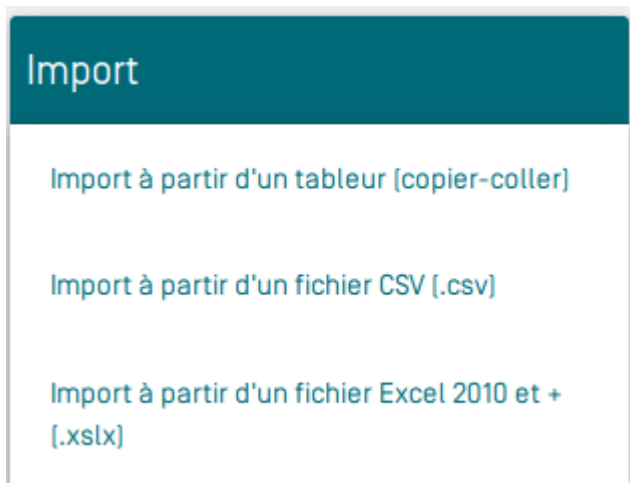 Import
Import à partir d'un tableur (copier-coller)
Import à partir d'un fichier CSV (.csv)
Import à partir d'un fichier Excel 2010 et +
(.xslx)